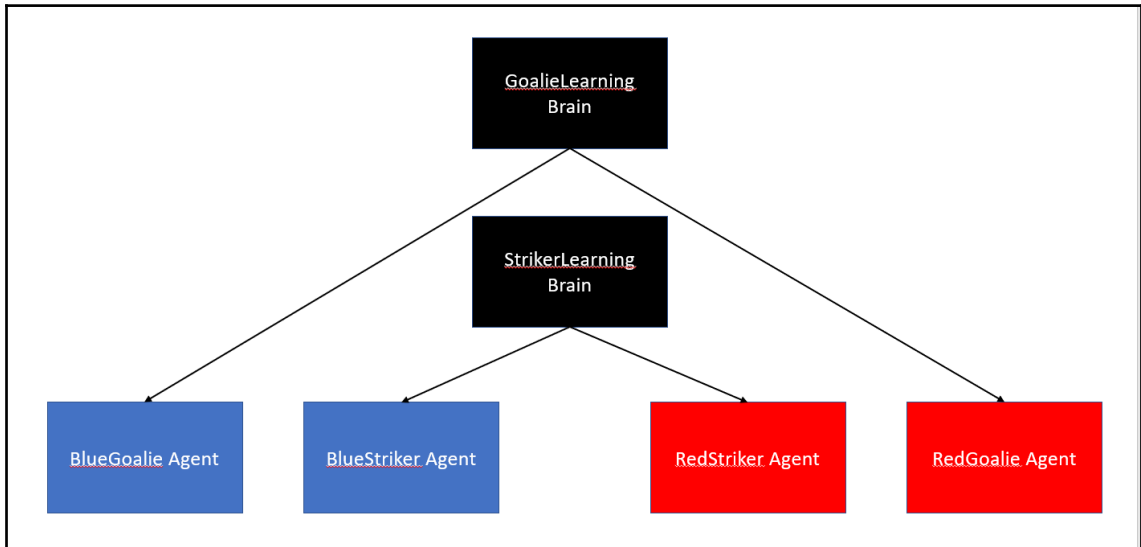 GoalieLearning
Brain
StrikerLearning
Brain
BlueGoalie Agent
BlueStriker Agent
RedStriker Agent
RedGoalie Agent